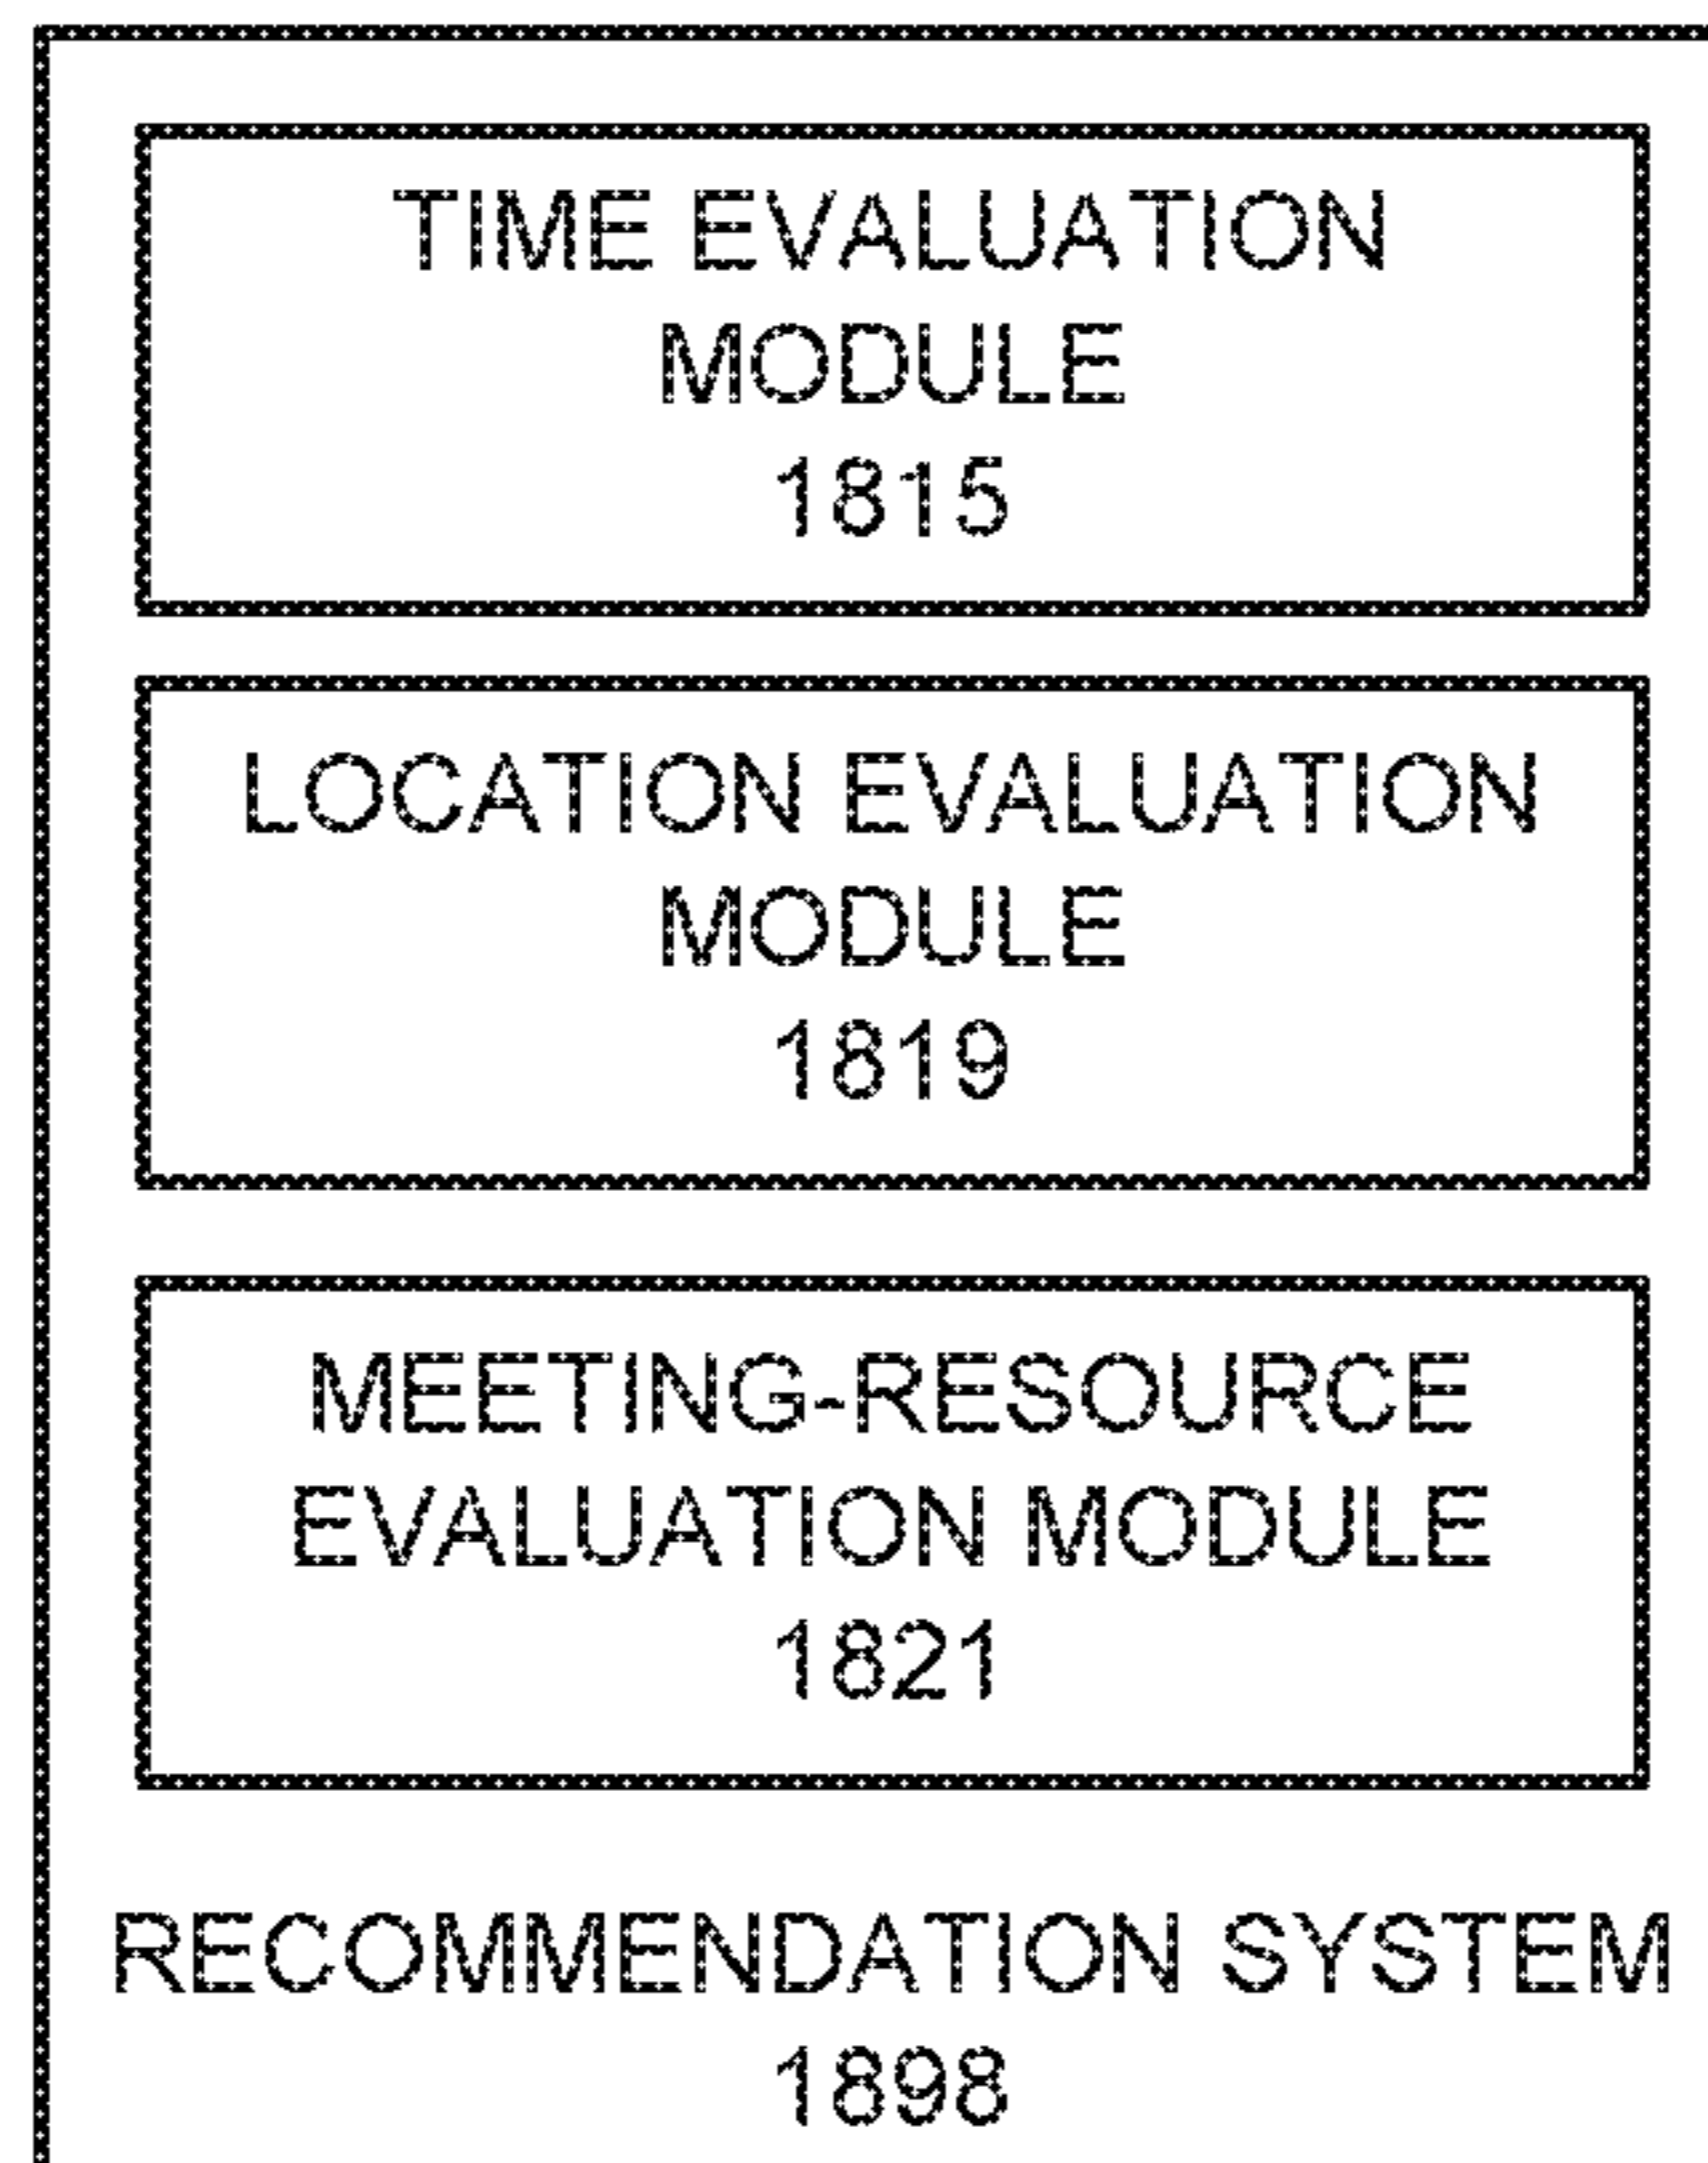 TIME EVALUATION
MODULE
1815
LOCATION EVALUATION
MODULE
1819
MEETING-RESOURCE
EVALUATION MODULE
1821
RECOMMENDATION SYSTEM
1898